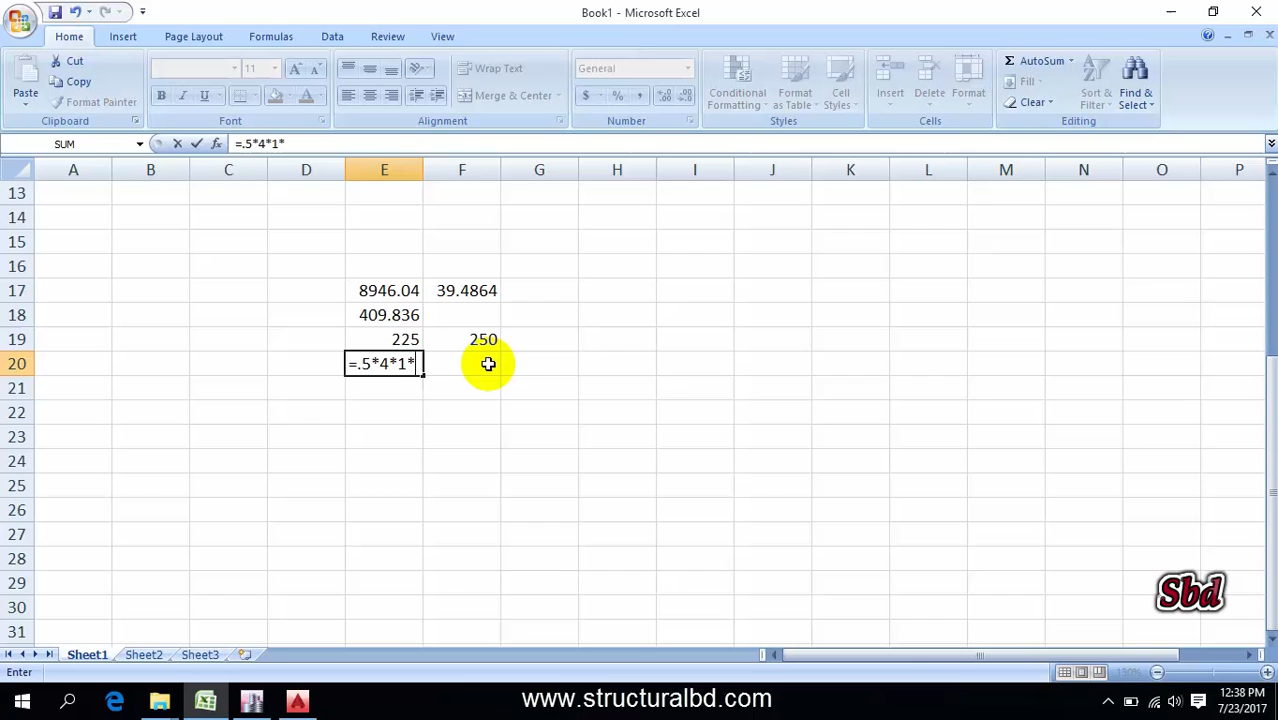 Book1 - Microsoft Excel
Home Insert Page Layout Formulas Data Review View
Paste Cut Copy Format Painter Clipboard
11 A A B I U A Font
Wrap Text Merge & Center Alignment
General $ % , Number
Conditional Formatting Format as Table Cell Styles Styles
Insert Delete Format Cells
Σ AutoSum Fill Clear Sort & Filter Find & Select Editing
SUM fx =.5*4*1*
A B C D E F G H I J K L M N O P
13
14
15
16
17 8946.04 39.4864
18 409.836
19 225 250
20 =.5*4*1*
21
22
23
24
25
26
27
28
29
30
31
Sbd
Sheet1 Sheet2 Sheet3
Enter
www.structuralbd.com
12:38 PM
7/23/2017